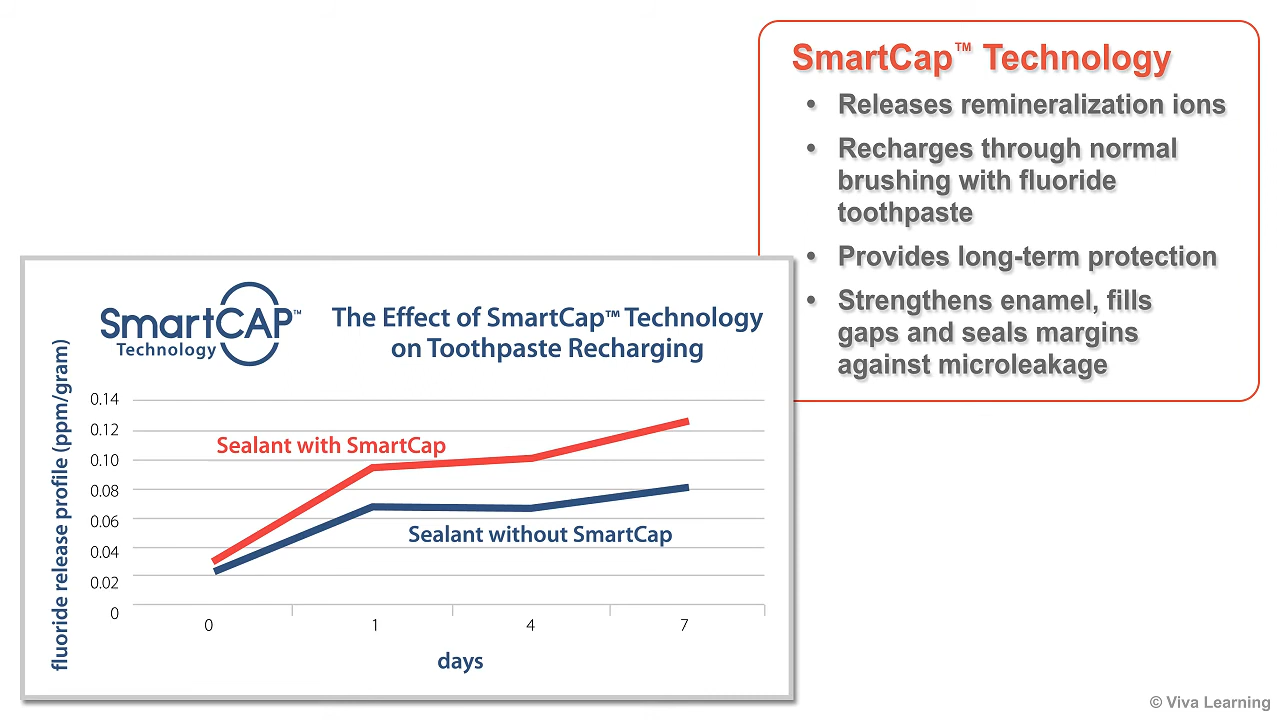 SmartCap™ Technology
• Releases remineralization ions
• Recharges through normal
brushing with fluoride
toothpaste
• Provides long-term protection
• Strengthens enamel, fills
gaps and seals margins
against microleakage
SmartCAP™
Technology
The Effect of SmartCap™ Technology
on Toothpaste Recharging
fluoride release profile (ppm/gram)
0.14
0.12
0.10
0.08
0.06
0.04
0.02
0
Sealant with SmartCap
Sealant without SmartCap
0 1 4 7
days
© Viva Learning